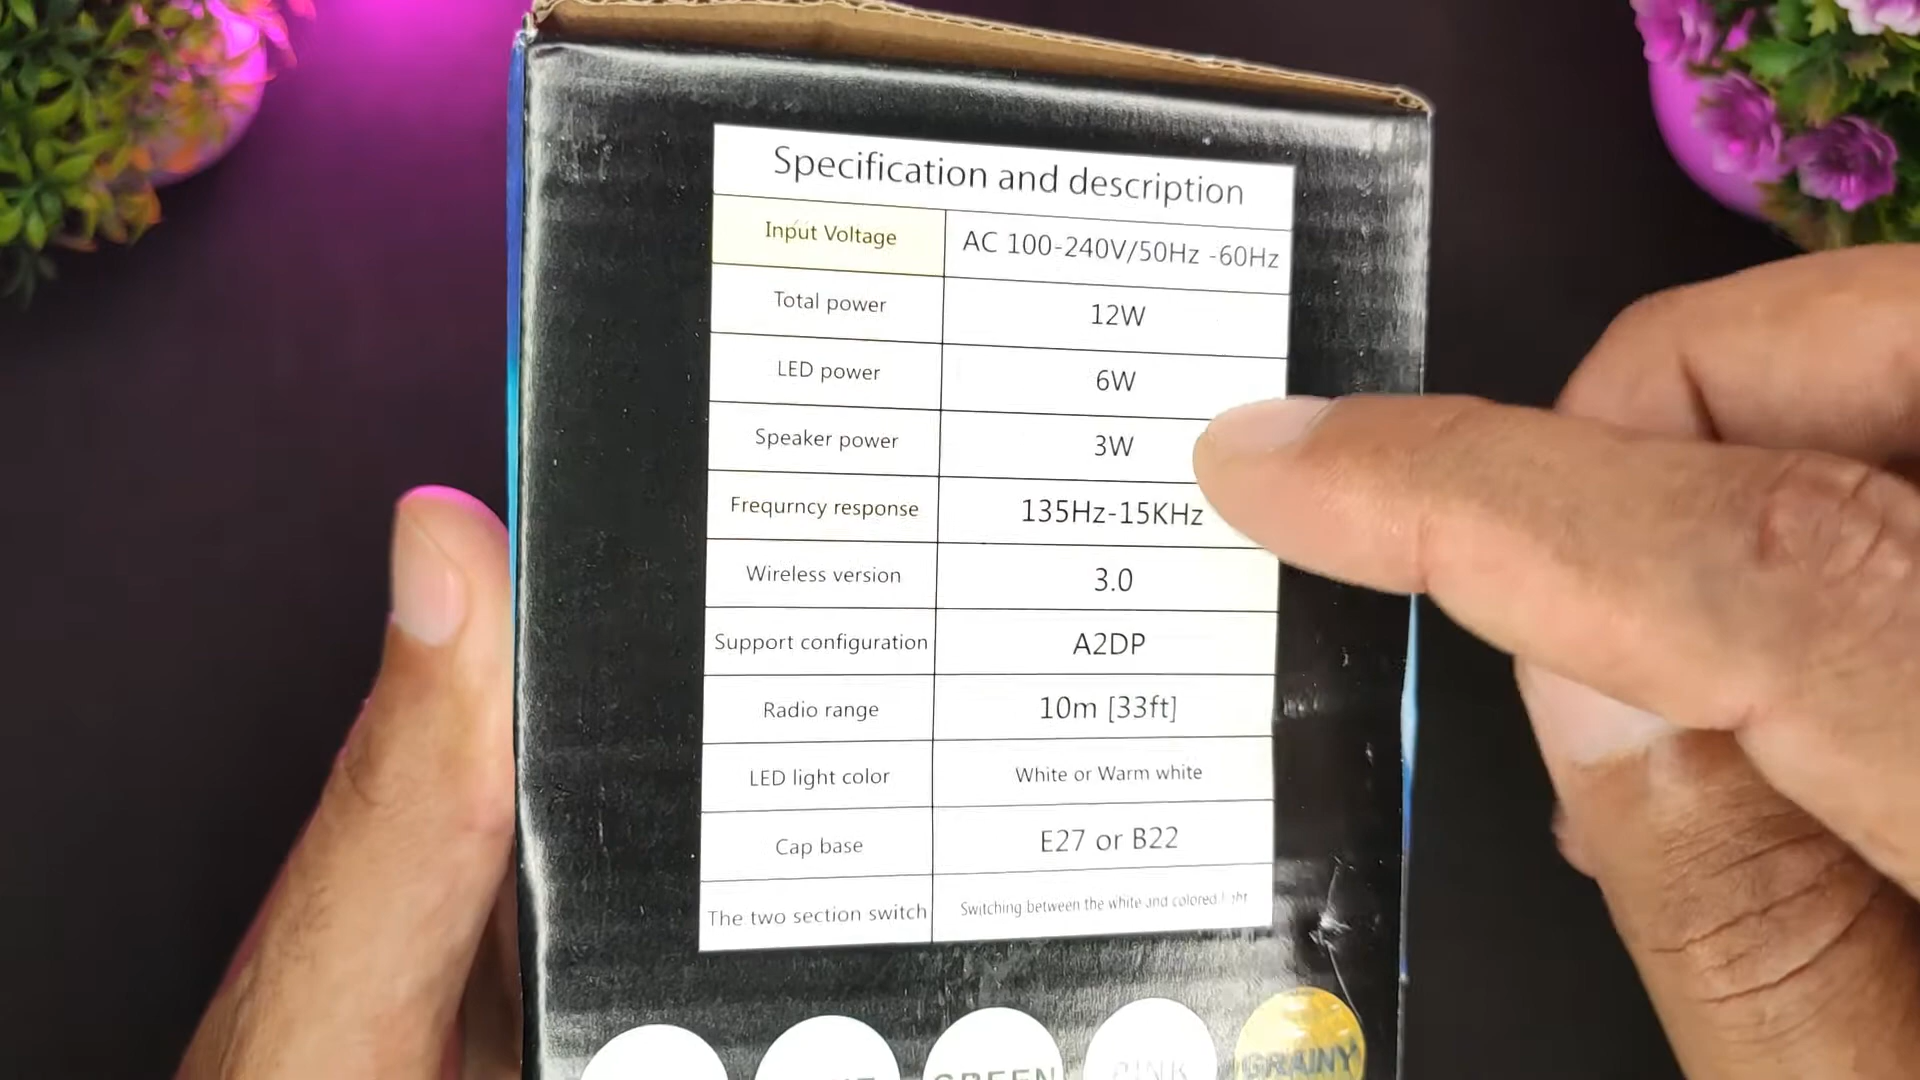 Specification and description
Input Voltage AC 100-240V/50Hz -60Hz
Total power 12W
LED power 6W
Speaker power 3W
Frequrncy response 135Hz-15KHz
Wireless version 3.0
Support configuration A2DP
Radio range 10m [33ft]
LED light color White or Warm white
Cap base E27 or B22
The two section switch Switching between the white and colored light
GREEN PINK GRAINY